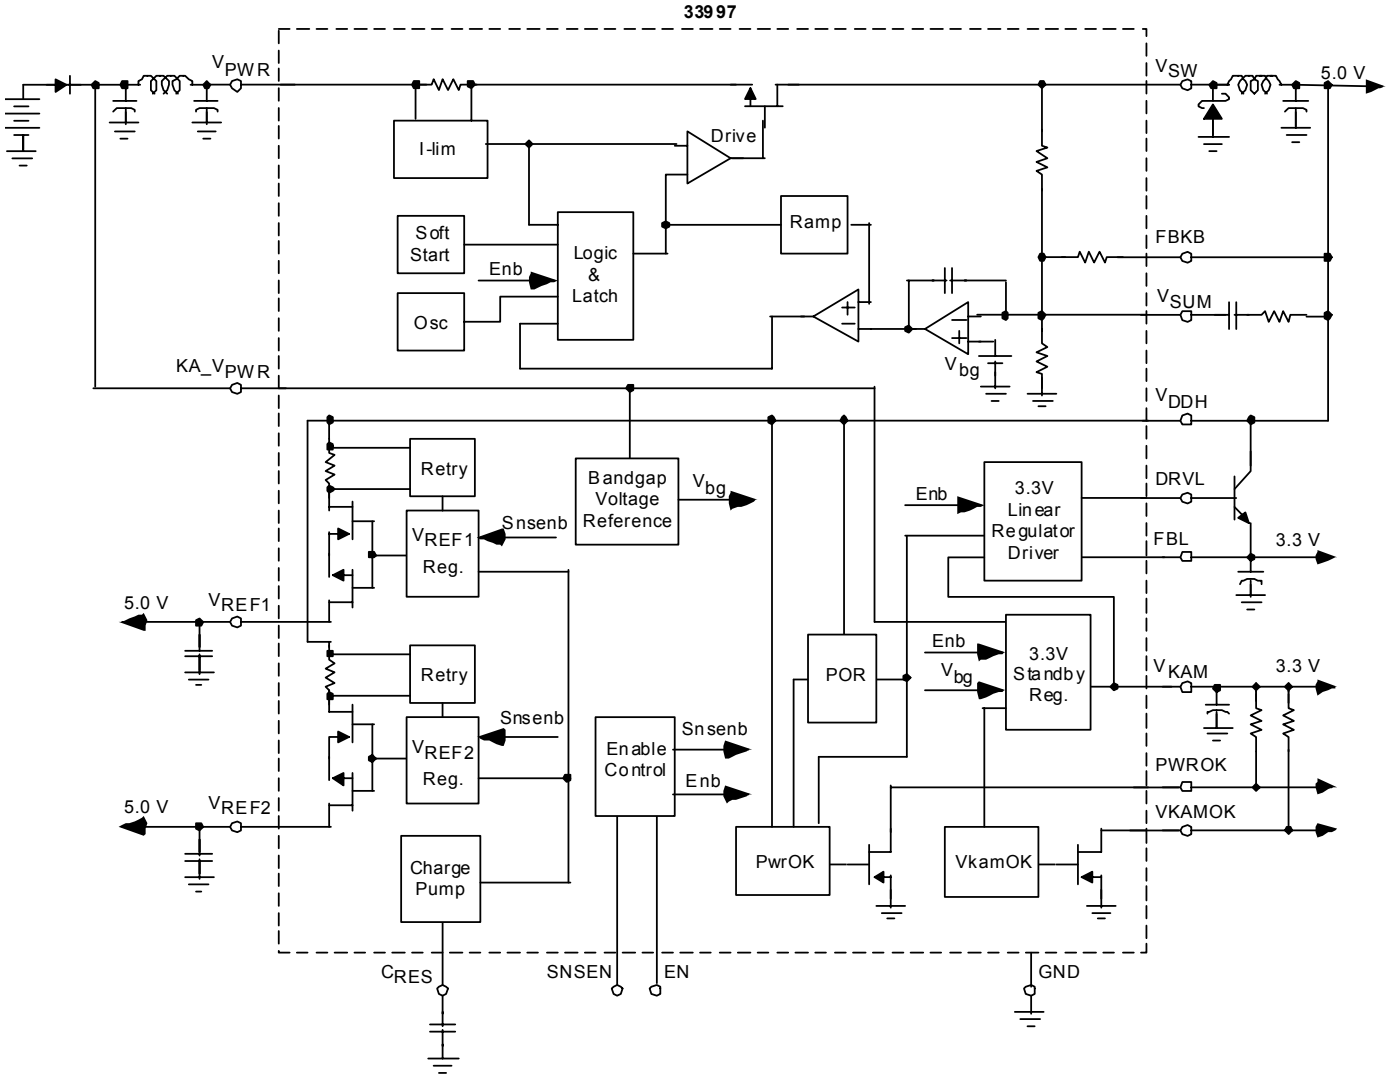 33997
VPWR
VSW
5.0 V
I-lim
Drive
Soft
Start
Logic
&
Latch
Ramp
FBKB
Enb
Osc
+
−
−
+
Vbg
VSUM
KA_VPWR
VDDH
Retry
Bandgap
Voltage
Reference
Vbg
Enb
3.3V
Linear
Regulator
Driver
DRVL
FBL
3.3 V
VREF1
Reg.
Snsenb
5.0 V
VREF1
Retry
POR
Enb
Vbg
3.3V
Standby
Reg.
VKAM
3.3 V
VREF2
Reg.
Snsenb
Enable
Control
Snsenb
Enb
PWROK
VKAMOK
5.0 V
VREF2
Charge
Pump
PwrOK
VkamOK
CRES
SNSEN
EN
GND